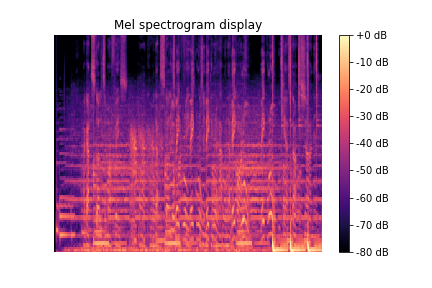 Mel spectrogram display
+0 dB
-10 dB
-20 dB
-30 dB
-40 dB
-50 dB
-60 dB
-70 dB
-80 dB